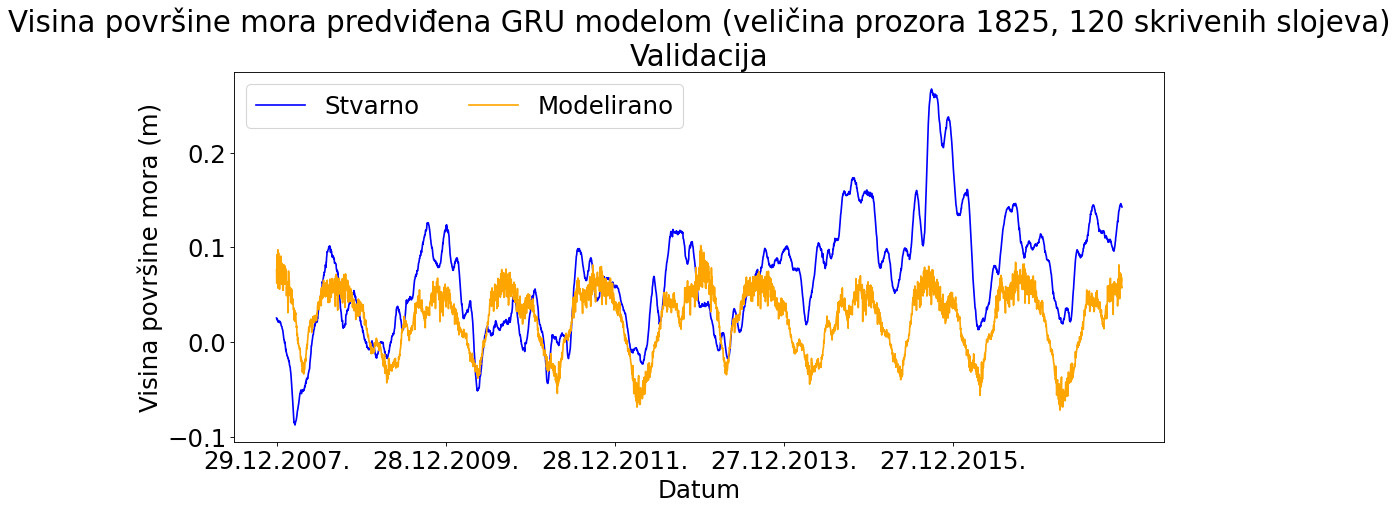 Visina površine mora predviđena GRU modelom (veličina prozora 1825, 120 skrivenih slojeva)
Validacija
Stvarno
Modelirano
Visina površine mora (m)
0.2
0.1
0.0
−0.1
29.12.2007.
28.12.2009.
28.12.2011.
27.12.2013.
27.12.2015.
Datum